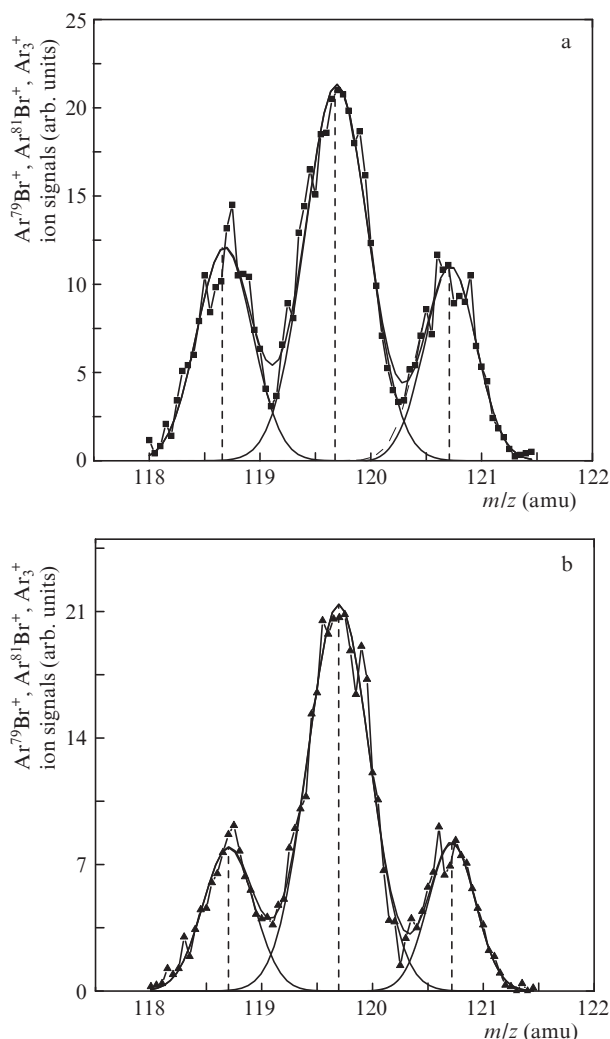 a
Ar⁷⁹Br⁺, Ar⁸¹Br⁺, Ar₃⁺
ion signals (arb. units)
25
20
15
10
5
0
118
119
120
121
122
m/z (amu)
b
Ar⁷⁹Br⁺, Ar⁸¹Br⁺, Ar₃⁺
ion signals (arb. units)
21
14
7
0
118
119
120
121
122
m/z (amu)